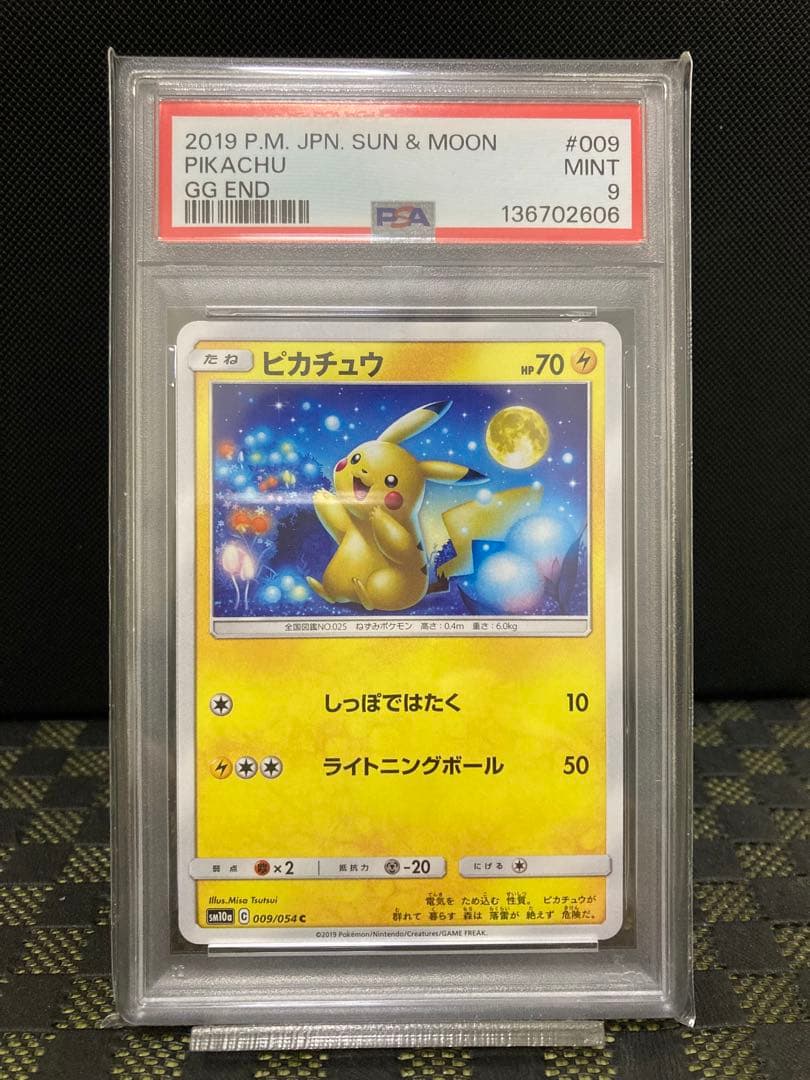 2019 P.M. JPN. SUN & MOON #009
PIKACHU MINT
GG END 9
PSA 136702606
たね ピカチュウ HP70
全国図鑑NO.025 ねずみポケモン 高さ:0.4m 重さ:6.0kg
しっぽではたく 10
ライトニングボール 50
弱点 ×2 抵抗力 -20 にげる
Illus.Misa Tsutsui
電気を ため込む 性質。 ピカチュウが
sm10a C 009/054 C 群れて 暮らす 森は 落雷が 絶えず 危険だ。
©2019 Pokémon/Nintendo/Creatures/GAME FREAK.